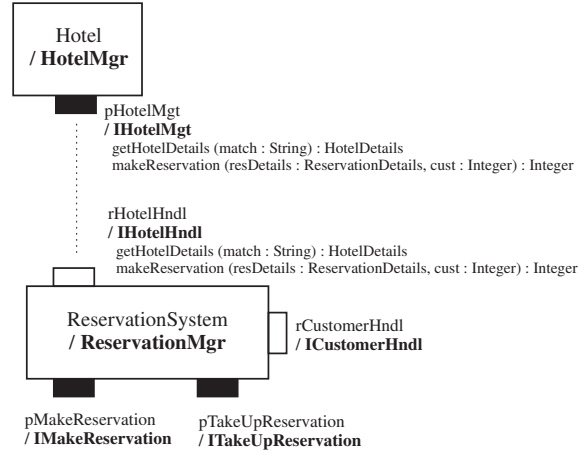 Hotel
/ HotelMgr
pHotelMgt
/ IHotelMgt
getHotelDetails (match : String) : HotelDetails
makeReservation (resDetails : ReservationDetails, cust : Integer) : Integer
rHotelHndl
/ IHotelHndl
getHotelDetails (match : String) : HotelDetails
makeReservation (resDetails : ReservationDetails, cust : Integer) : Integer
ReservationSystem
/ ReservationMgr
rCustomerHndl
/ ICustomerHndl
pMakeReservation
/ IMakeReservation
pTakeUpReservation
/ ITakeUpReservation